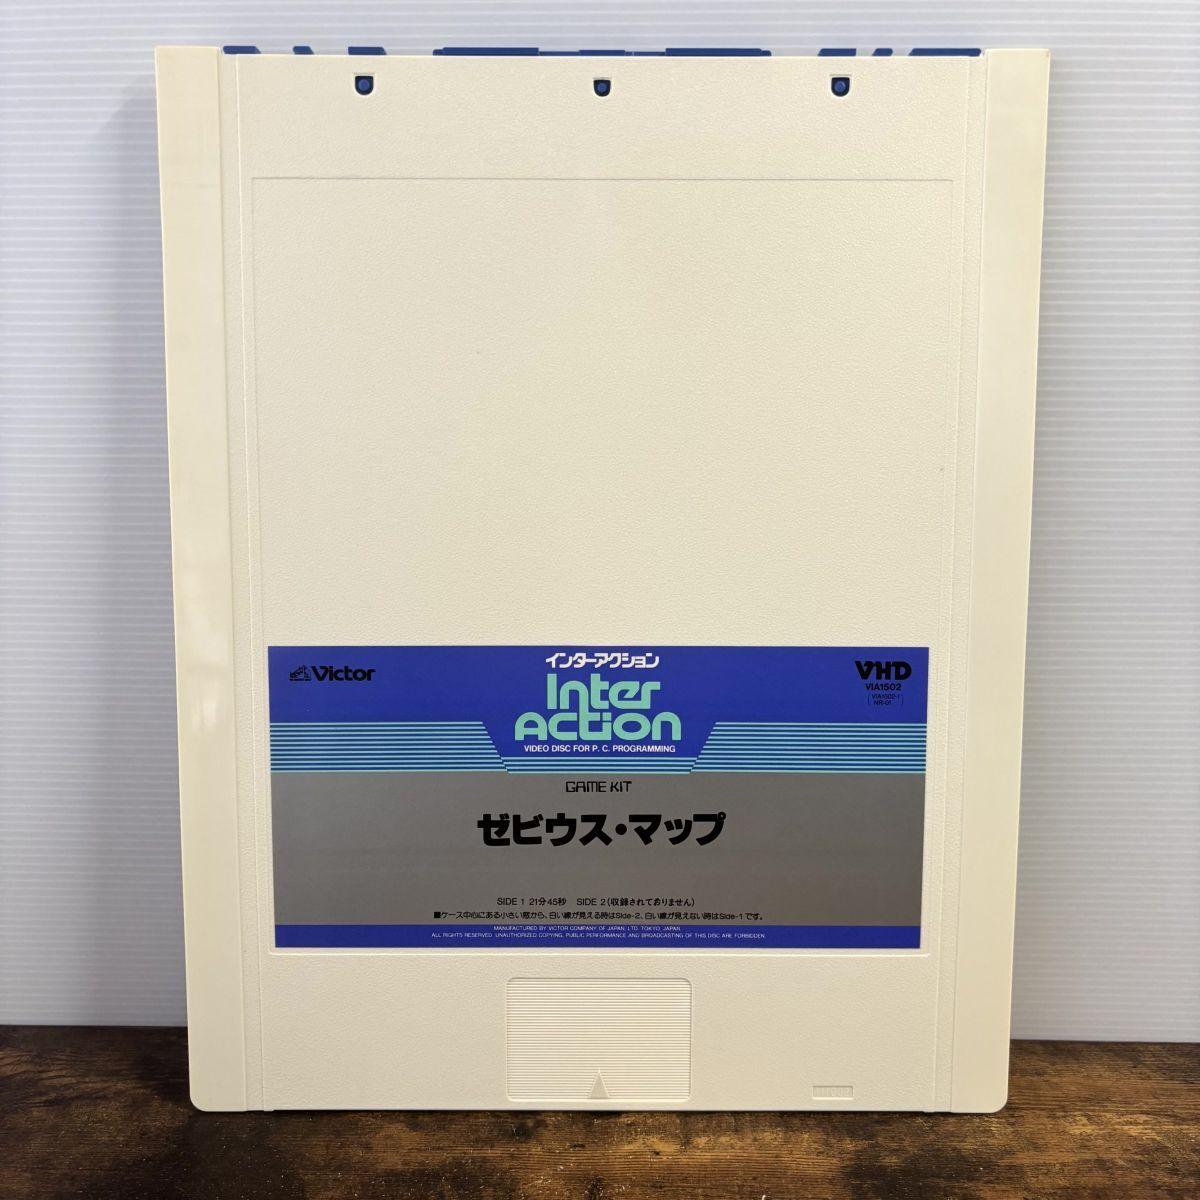 Victor
インターアクション
Inter
Action
VIDEO DISC FOR P. C. PROGRAMMING
VHD
VIA1502
(VIA1502-1
NR-01)
GAME KIT
ゼビウス・マップ
SIDE 1 21分45秒 SIDE 2 (収録されておりません)
■ケース中心にある小さい窓から、白い線が見える時はSide-2、白い線が見えない時はSide-1です。
MANUFACTURED BY VICTOR COMPANY OF JAPAN, LTD. TOKYO, JAPAN.
ALL RIGHTS RESERVED. UNAUTHORIZED COPYING, PUBLIC PERFORMANCE AND BROADCASTING OF THIS DISC ARE FORBIDDEN.